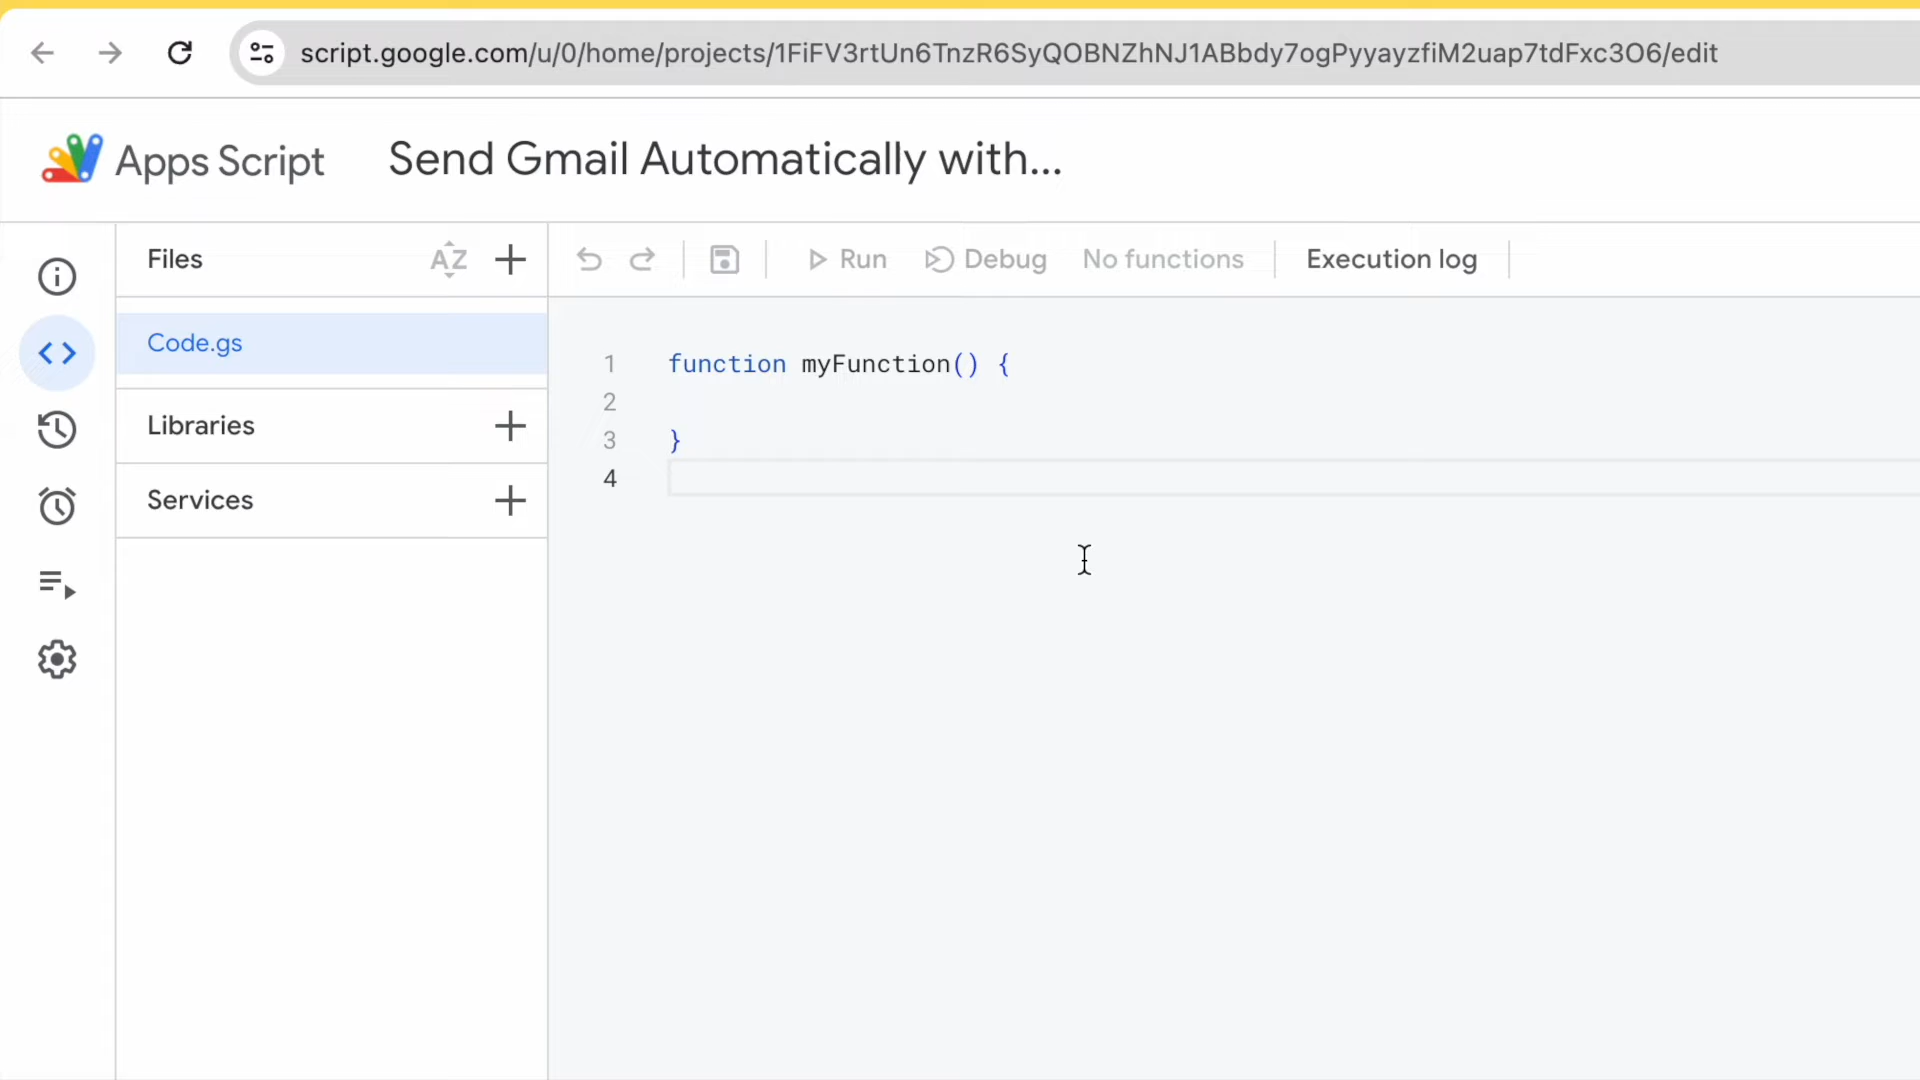 script.google.com/u/0/home/projects/1FiFV3rtUn6TnzR6SyQOBNZhNJ1ABbdy7ogPyyayzfiM2uap7tdFxc3O6/edit
Apps Script
Send Gmail Automatically with...
Files
AZ
Run
Debug
No functions
Execution log
Code.gs
Libraries
Services
1 function myFunction() {
2
3 }
4